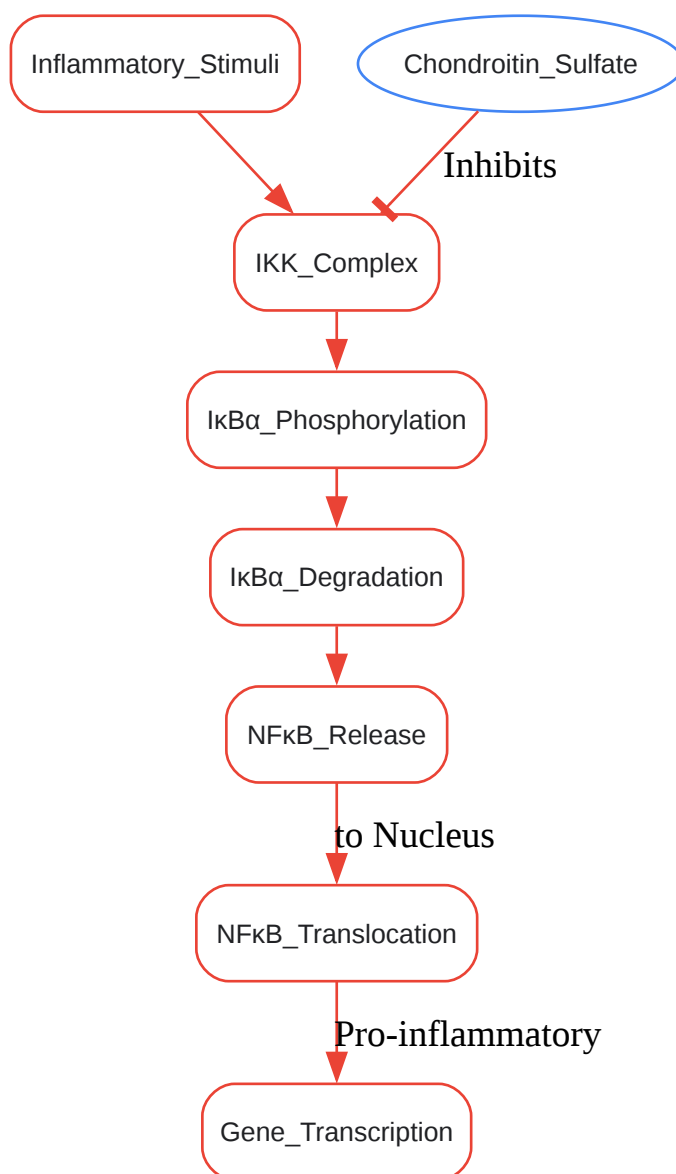 Inflammatory_Stimuli
Chondroitin_Sulfate
Inhibits
IKK_Complex
IκBα_Phosphorylation
IκBα_Degradation
NFκB_Release
to Nucleus
NFκB_Translocation
Pro-inflammatory
Gene_Transcription